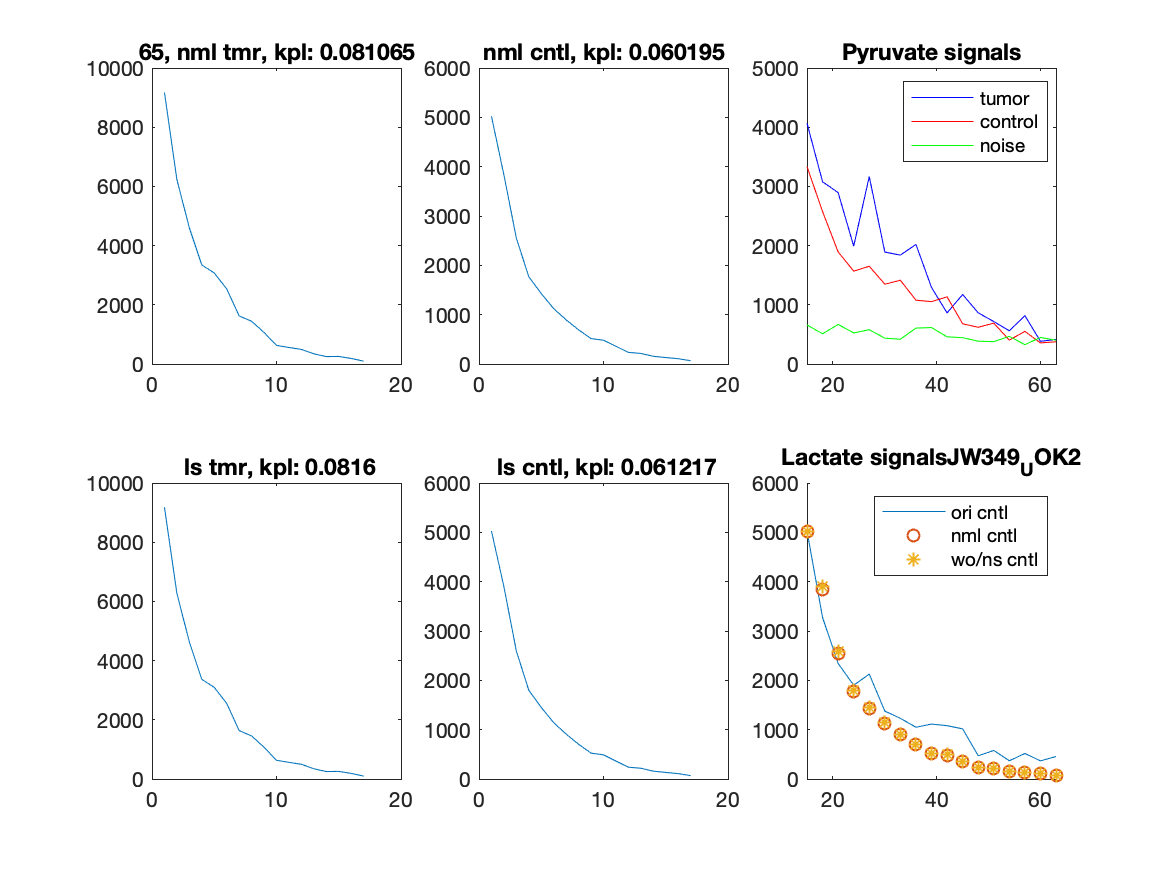 65, nml tmr, kpl: 0.081065
10000
8000
6000
4000
2000
0
0 10 20
nml cntl, kpl: 0.060195
6000
5000
4000
3000
2000
1000
0
0 10 20
Pyruvate signals
5000
4000
3000
2000
1000
0
20 40 60
tumor
control
noise
ls tmr, kpl: 0.0816
10000
8000
6000
4000
2000
0
0 10 20
ls cntl, kpl: 0.061217
6000
5000
4000
3000
2000
1000
0
0 10 20
Lactate signalsJW349UOK2
6000
5000
4000
3000
2000
1000
0
20 40 60
ori cntl
nml cntl
wo/ns cntl